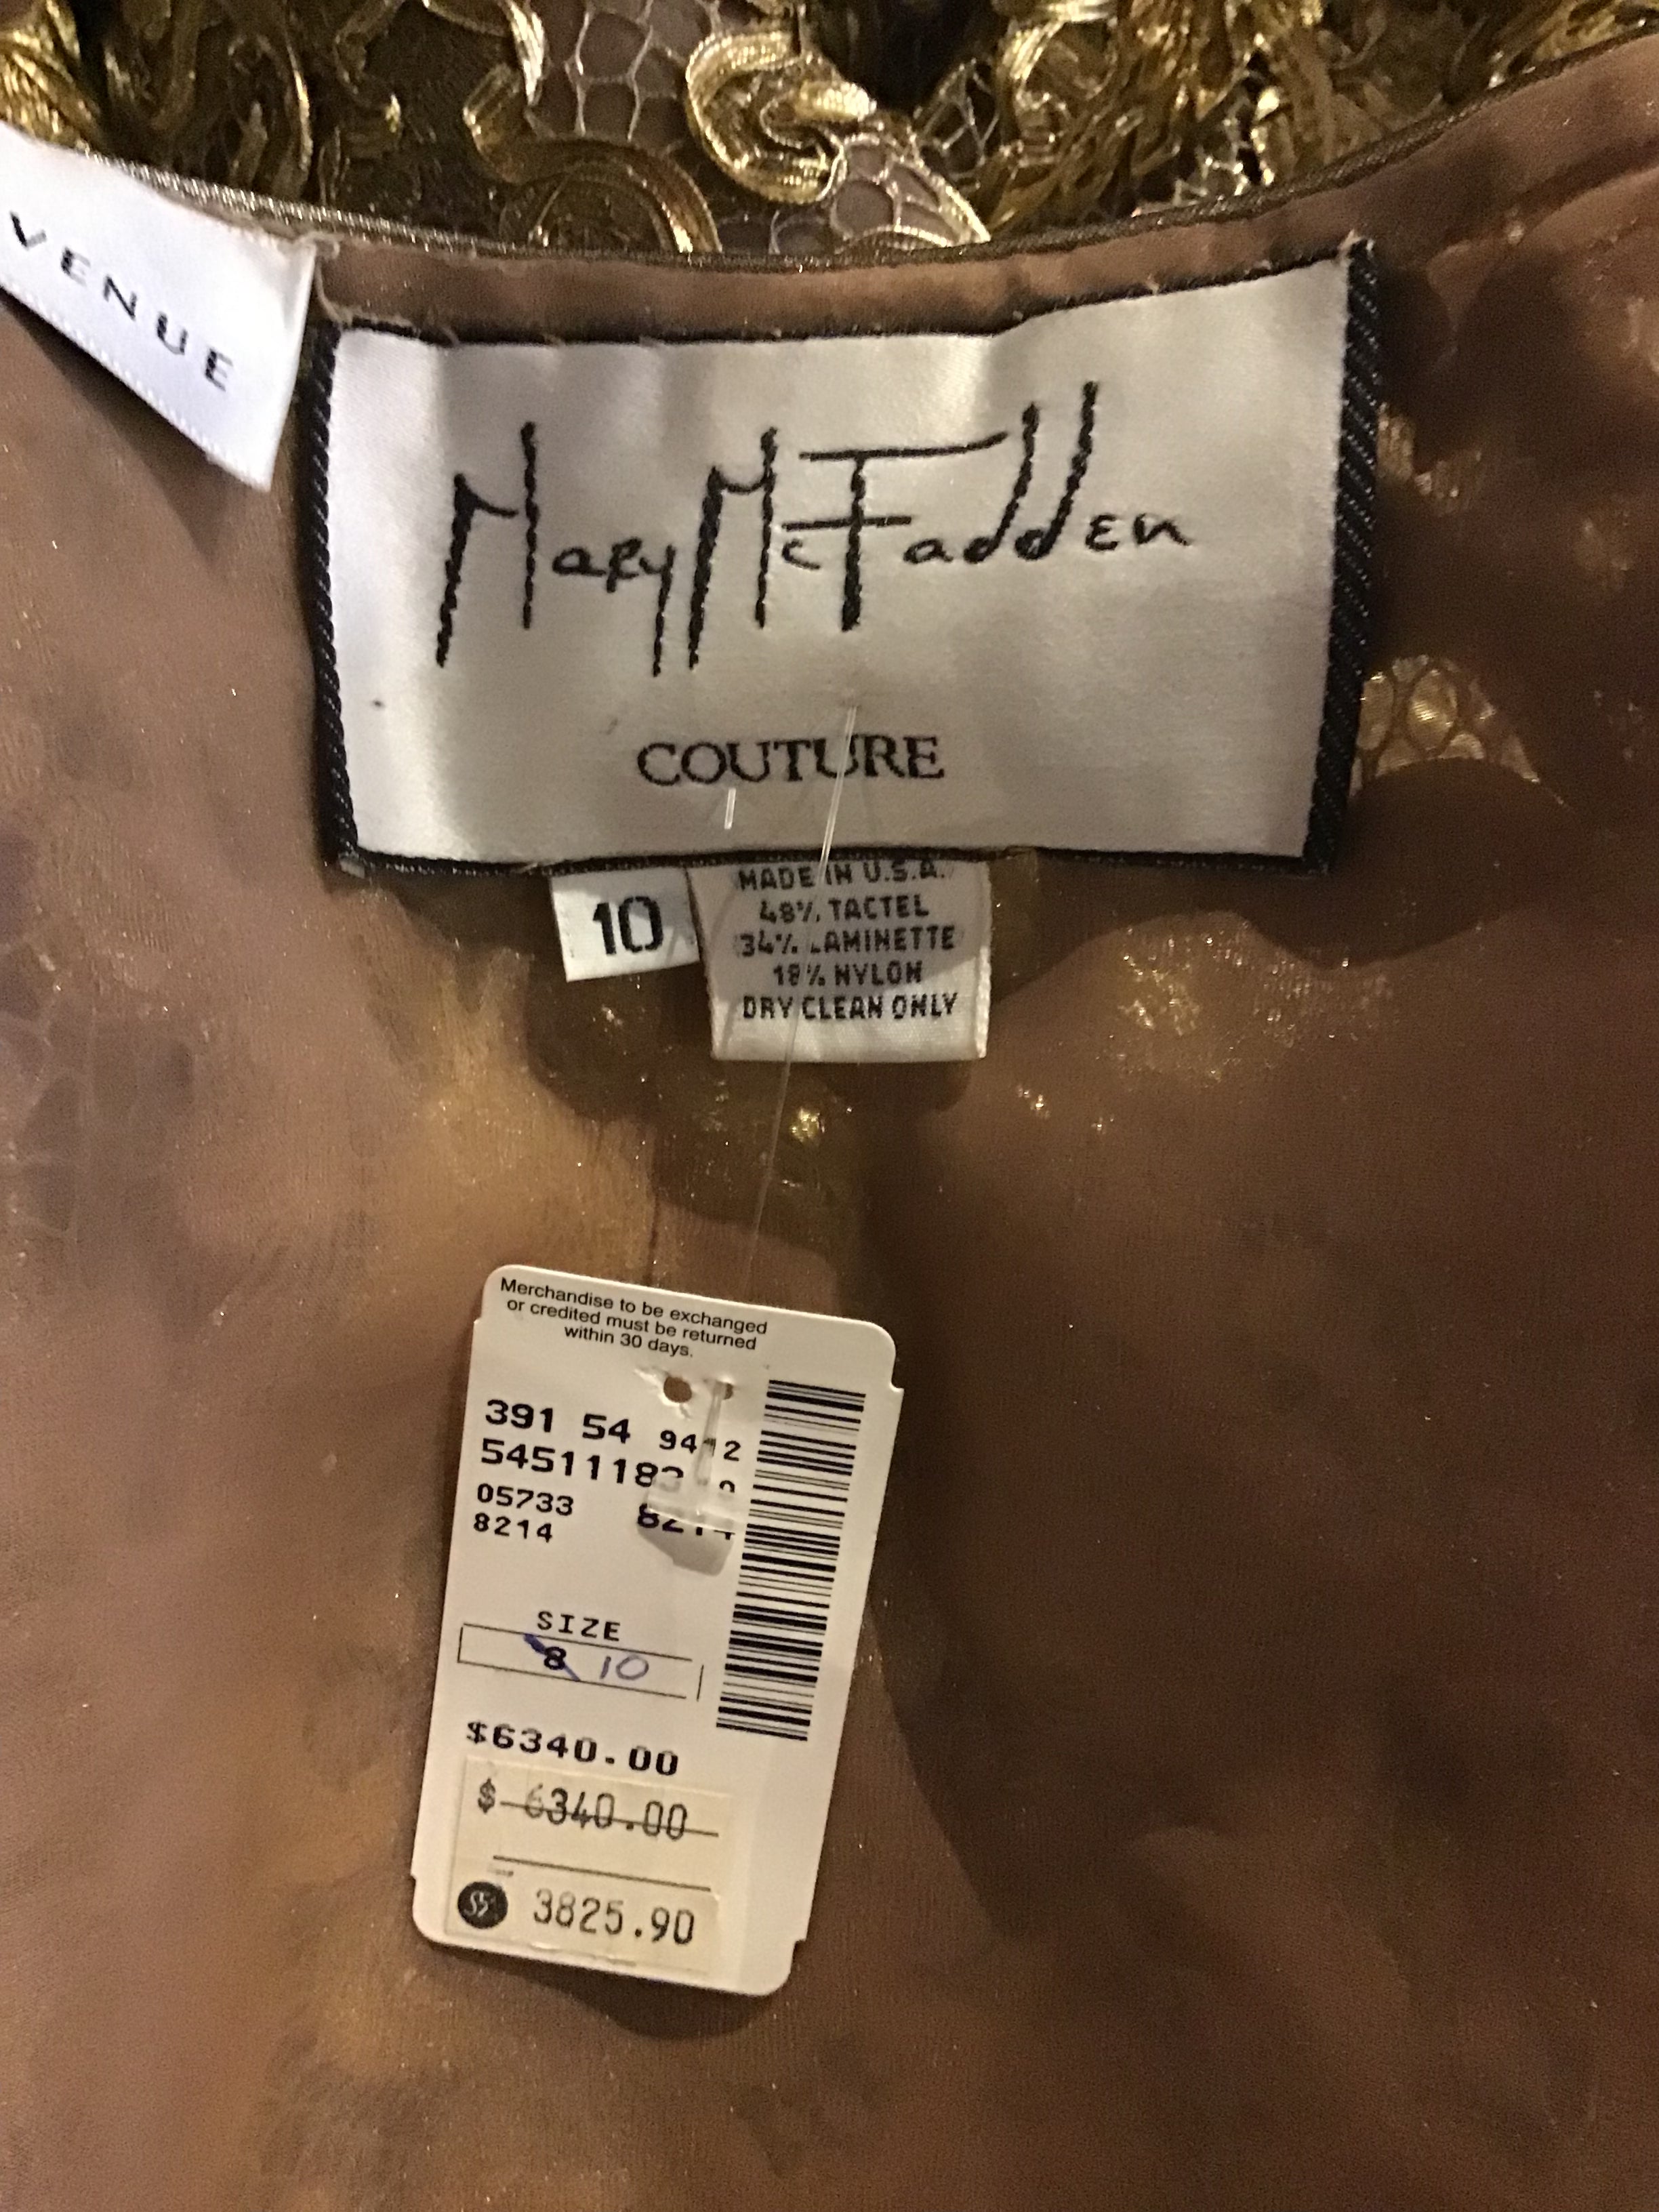 VENUE
Mary McFadden
COUTURE
10
MADE IN U.S.A.
48% TACTEL
34% LAMINETTE
18% NYLON
DRY CLEAN ONLY
Merchandise to be exchanged
or credited must be returned
within 30 days.
391 54
5451118
05733
8214 8214
SIZE
8 10
$6340.00
$ 6340.00
3825.90